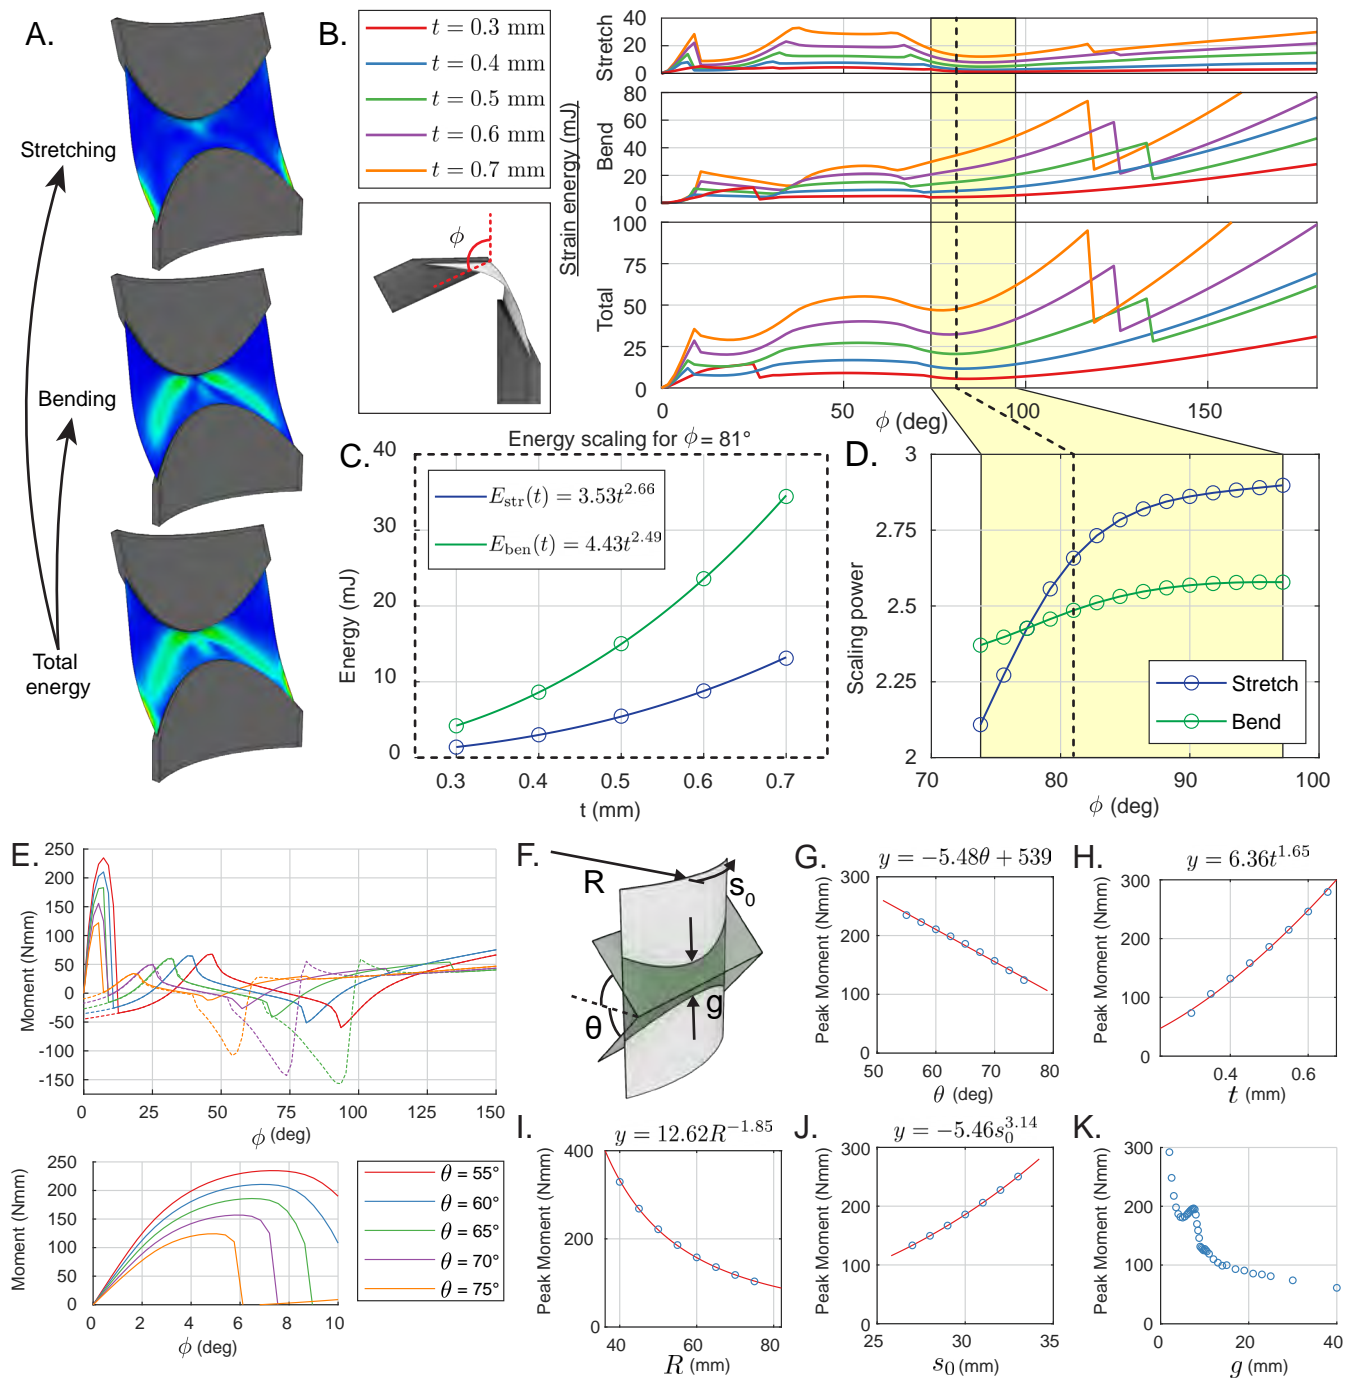 A.
Stretching
Bending
Total
energy
B.
t = 0.3 mm
t = 0.4 mm
t = 0.5 mm
t = 0.6 mm
t = 0.7 mm
ϕ
Strain energy (mJ)
Stretch
40
20
0
Bend
80
60
40
20
0
Total
100
75
50
25
0
0 50 100 150
ϕ (deg)
C.
Energy scaling for ϕ = 81°
E_str(t) = 3.53t^2.66
E_ben(t) = 4.43t^2.49
Energy (mJ)
40
30
20
10
0
0.3 0.4 0.5 0.6 0.7
t (mm)
D.
Scaling power
3
2.75
2.5
2.25
2
Stretch
Bend
70 80 90 100
ϕ (deg)
E.
Moment (Nmm)
250
200
150
100
50
0
-50
-100
-150
0 25 50 75 100 125 150
ϕ (deg)
Moment (Nmm)
250
200
150
100
50
0
0 2 4 6 8 10
ϕ (deg)
θ = 55°
θ = 60°
θ = 65°
θ = 70°
θ = 75°
F.
R
s_0
θ
g
G.
y = −5.48θ + 539
Peak Moment (Nmm)
300
200
100
0
50 60 70 80
θ (deg)
H.
y = 6.36t^1.65
Peak Moment (Nmm)
300
200
100
0
0.4 0.6
t (mm)
I.
y = 12.62R^−1.85
Peak Moment (Nmm)
400
200
0
40 60 80
R (mm)
J.
y = −5.46s_0^3.14
Peak Moment (Nmm)
300
200
100
0
25 30 35
s_0 (mm)
K.
Peak Moment (Nmm)
300
200
100
0
0 20 40
g (mm)